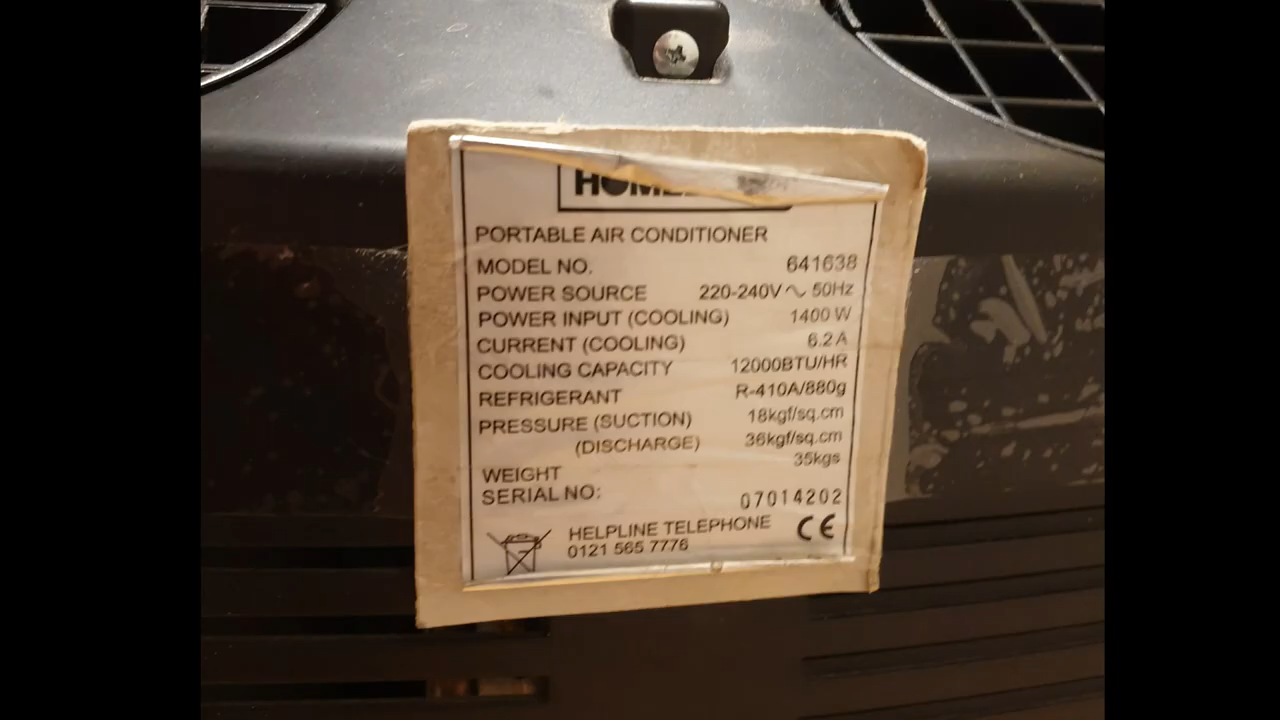 PORTABLE AIR CONDITIONER
MODEL NO. 641638
POWER SOURCE 220-240V ∿ 50Hz
POWER INPUT (COOLING) 1400 W
CURRENT (COOLING) 6.2 A
COOLING CAPACITY 12000BTU/HR
REFRIGERANT R-410A/880g
PRESSURE (SUCTION) 18kgf/sq.cm
(DISCHARGE) 36kgf/sq.cm
WEIGHT 35kgs
SERIAL NO: 07014202
HELPLINE TELEPHONE CE
0121 565 7778